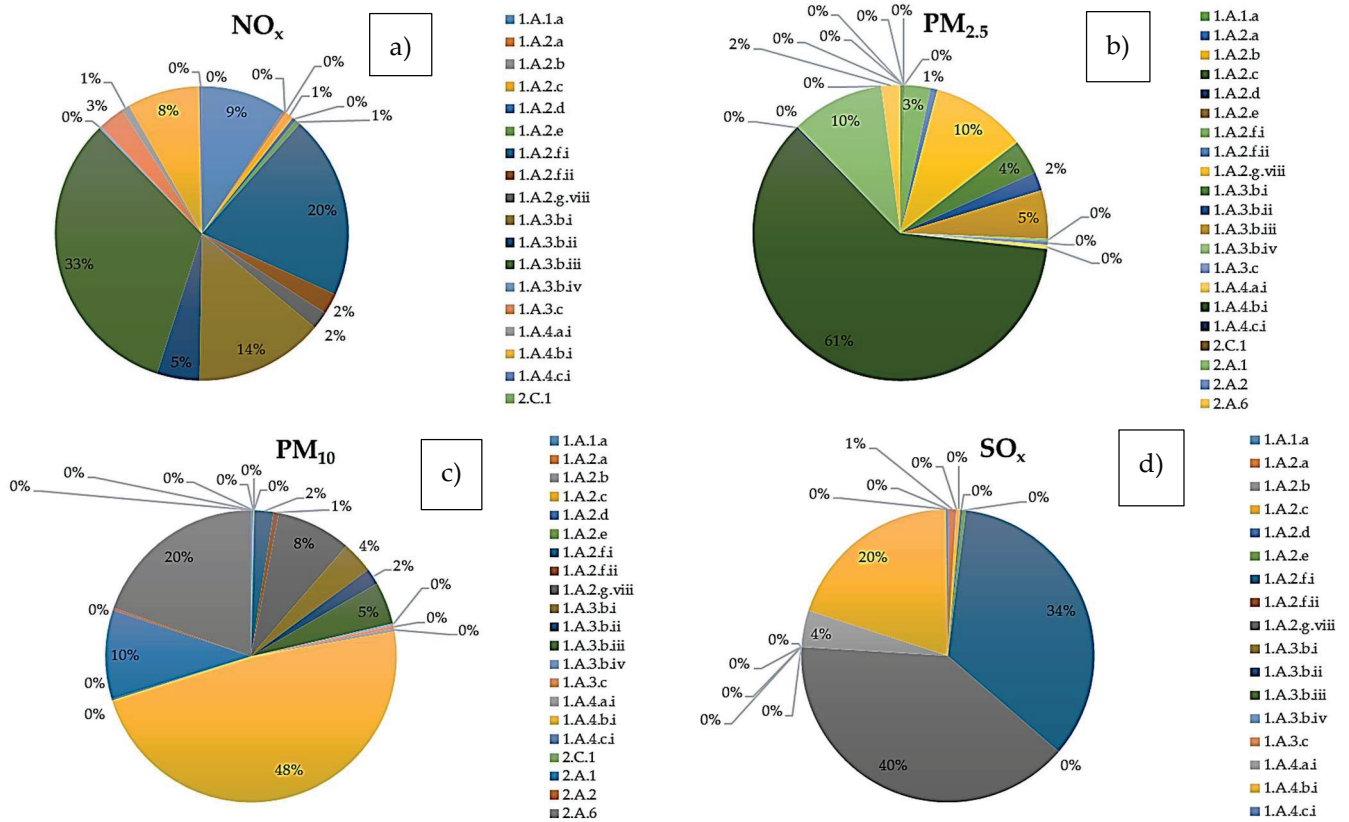 NOx
a)
0%
0%
0%
0%
1%
1%
0%
1%
3%
0%
8%
9%
20%
33%
2%
2%
14%
5%
1.A.1.a
1.A.2.a
1.A.2.b
1.A.2.c
1.A.2.d
1.A.2.e
1.A.2.f.i
1.A.2.f.ii
1.A.2.g.viii
1.A.3.b.i
1.A.3.b.ii
1.A.3.b.iii
1.A.3.b.iv
1.A.3.c
1.A.4.a.i
1.A.4.b.i
1.A.4.c.i
2.C.1
PM2.5
b)
0%
0%
0%
0%
0%
2%
0%
0%
0%
1%
0%
0%
3%
10%
10%
4%
2%
5%
0%
0%
0%
61%
1.A.1.a
1.A.2.a
1.A.2.b
1.A.2.c
1.A.2.d
1.A.2.e
1.A.2.f.i
1.A.2.f.ii
1.A.2.g.viii
1.A.3.b.i
1.A.3.b.ii
1.A.3.b.iii
1.A.3.b.iv
1.A.3.c
1.A.4.a.i
1.A.4.b.i
1.A.4.c.i
2.C.1
2.A.1
2.A.2
2.A.6
PM10
c)
0%
0%
0%
0%
0%
0%
2%
1%
20%
8%
4%
2%
0%
5%
0%
0%
0%
10%
0%
0%
48%
1.A.1.a
1.A.2.a
1.A.2.b
1.A.2.c
1.A.2.d
1.A.2.e
1.A.2.f.i
1.A.2.f.ii
1.A.2.g.viii
1.A.3.b.i
1.A.3.b.ii
1.A.3.b.iii
1.A.3.b.iv
1.A.3.c
1.A.4.a.i
1.A.4.b.i
1.A.4.c.i
2.C.1
2.A.1
2.A.2
2.A.6
SOx
d)
1%
0%
0%
0%
0%
0%
0%
20%
34%
4%
0%
0%
0%
0%
0%
40%
0%
1.A.1.a
1.A.2.a
1.A.2.b
1.A.2.c
1.A.2.d
1.A.2.e
1.A.2.f.i
1.A.2.f.ii
1.A.2.g.viii
1.A.3.b.i
1.A.3.b.ii
1.A.3.b.iii
1.A.3.b.iv
1.A.3.c
1.A.4.a.i
1.A.4.b.i
1.A.4.c.i